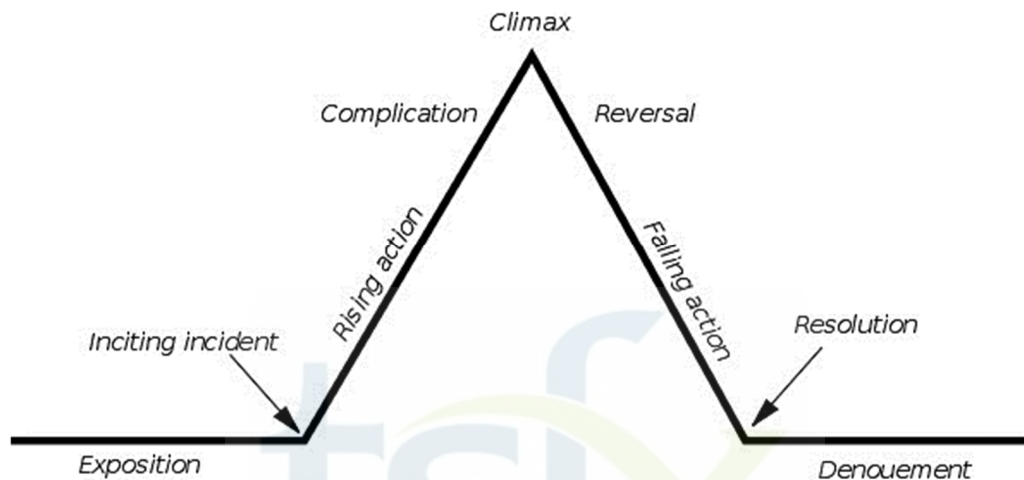 Climax
Complication
Reversal
Rising action
Falling action
Inciting incident
Resolution
Exposition
Denouement